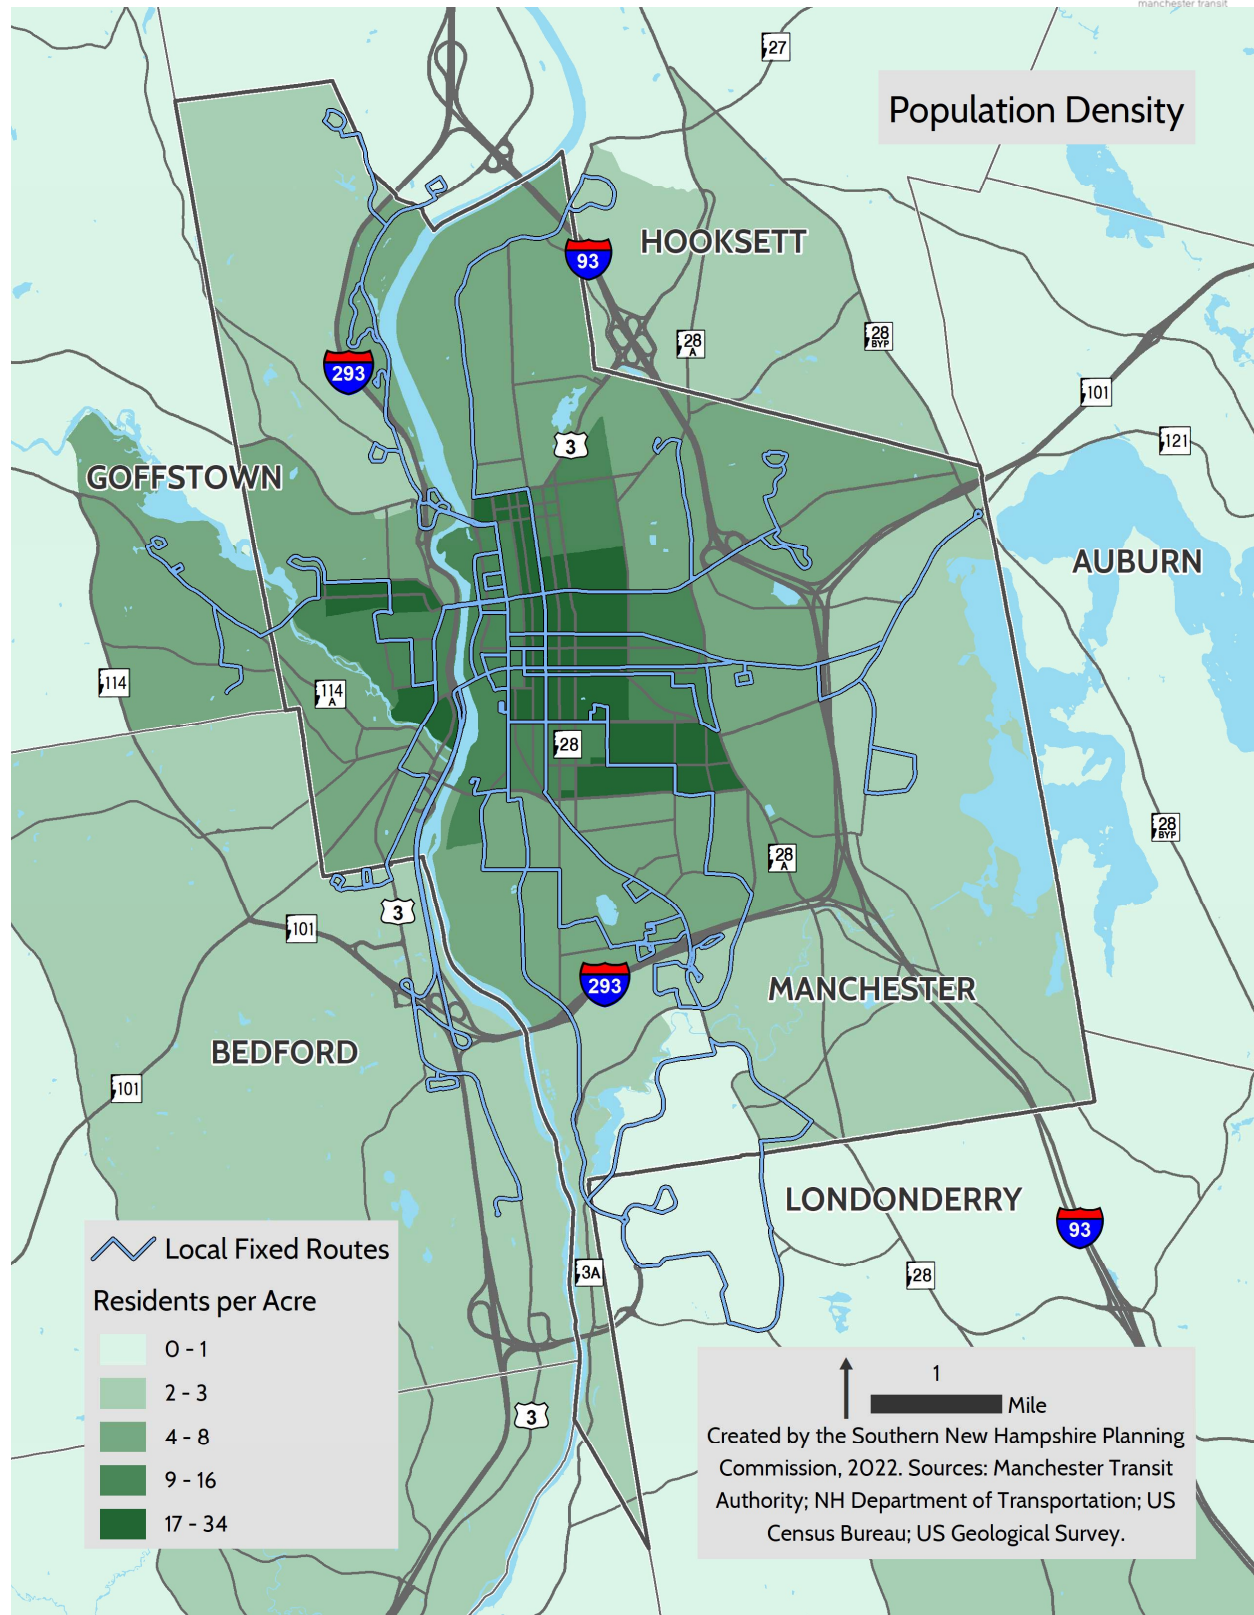 manchester transit
27
Population Density
HOOKSETT
93
28
A
28
BYP
293
101
3
121
GOFFSTOWN
AUBURN
114
114
A
28
28
BYP
28
A
3
101
293
MANCHESTER
BEDFORD
101
LONDONDERRY
93
3A
28
Local Fixed Routes
Residents per Acre
0 - 1
2 - 3
4 - 8
9 - 16
17 - 34
3
1
Mile
Created by the Southern New Hampshire Planning
Commission, 2022. Sources: Manchester Transit
Authority; NH Department of Transportation; US
Census Bureau; US Geological Survey.